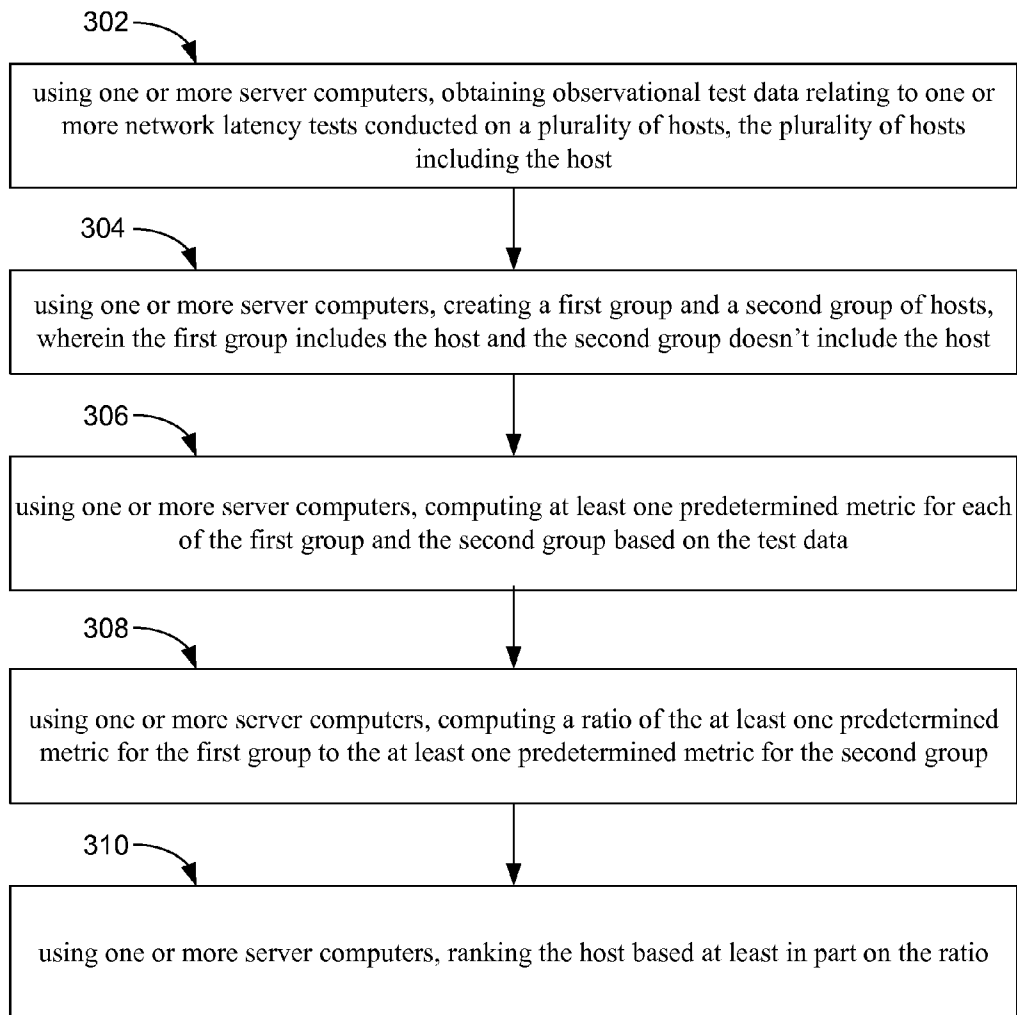 302
using one or more server computers, obtaining observational test data relating to one or
more network latency tests conducted on a plurality of hosts, the plurality of hosts
including the host
304
using one or more server computers, creating a first group and a second group of hosts,
wherein the first group includes the host and the second group doesn't include the host
306
using one or more server computers, computing at least one predetermined metric for each
of the first group and the second group based on the test data
308
using one or more server computers, computing a ratio of the at least one predetermined
metric for the first group to the at least one predetermined metric for the second group
310
using one or more server computers, ranking the host based at least in part on the ratio